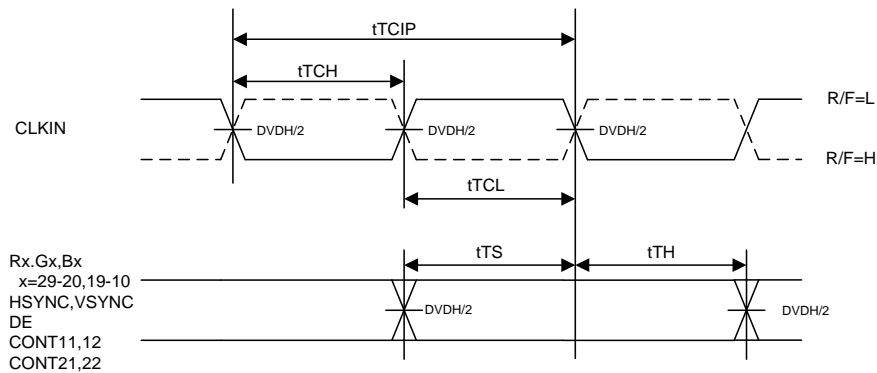 tTCIP
tTCH
R/F=L
CLKIN
DVDH/2
DVDH/2
DVDH/2
R/F=H
tTCL
Rx.Gx,Bx
x=29-20,19-10
HSYNC,VSYNC
DE
CONT11,12
CONT21,22
tTS
tTH
DVDH/2
DVDH/2